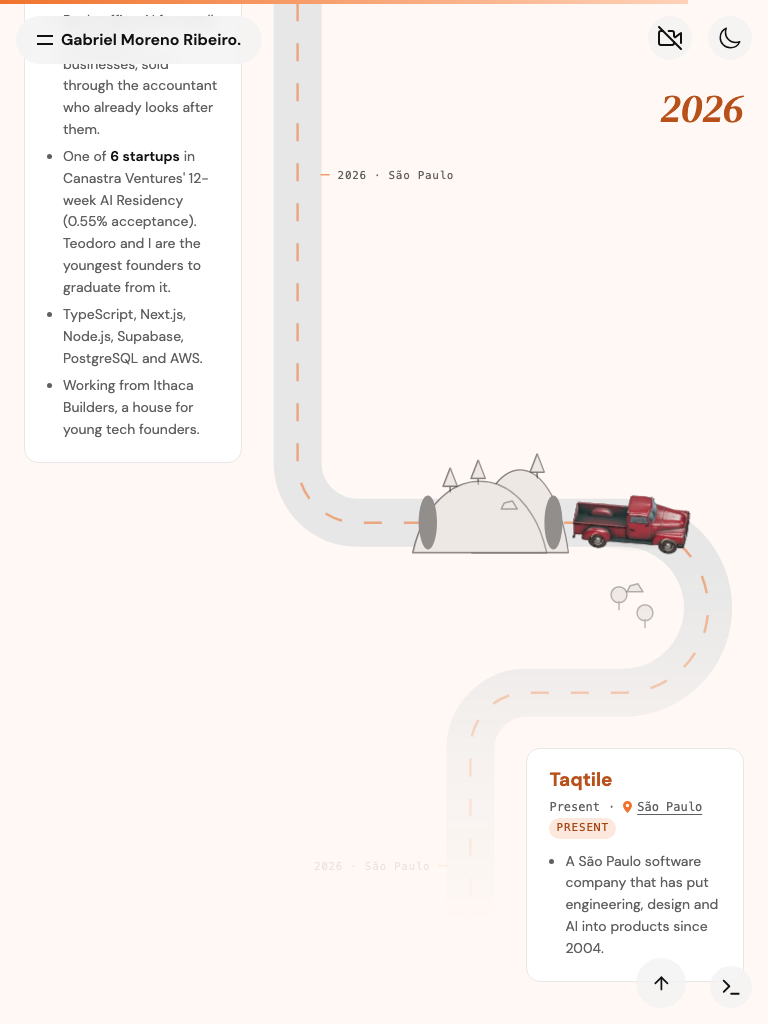 Gabriel Moreno Ribeiro.
businesses, sold
through the accountant
who already looks after
them.
One of 6 startups in
Canastra Ventures' 12-
week AI Residency
(0.55% acceptance).
Teodoro and I are the
youngest founders to
graduate from it.
TypeScript, Next.js,
Node.js, Supabase,
PostgreSQL and AWS.
Working from Ithaca
Builders, a house for
young tech founders.
2026
2026 · São Paulo
2026 · São Paulo
Taqtile
Present · São Paulo
PRESENT
A São Paulo software
company that has put
engineering, design and
AI into products since
2004.